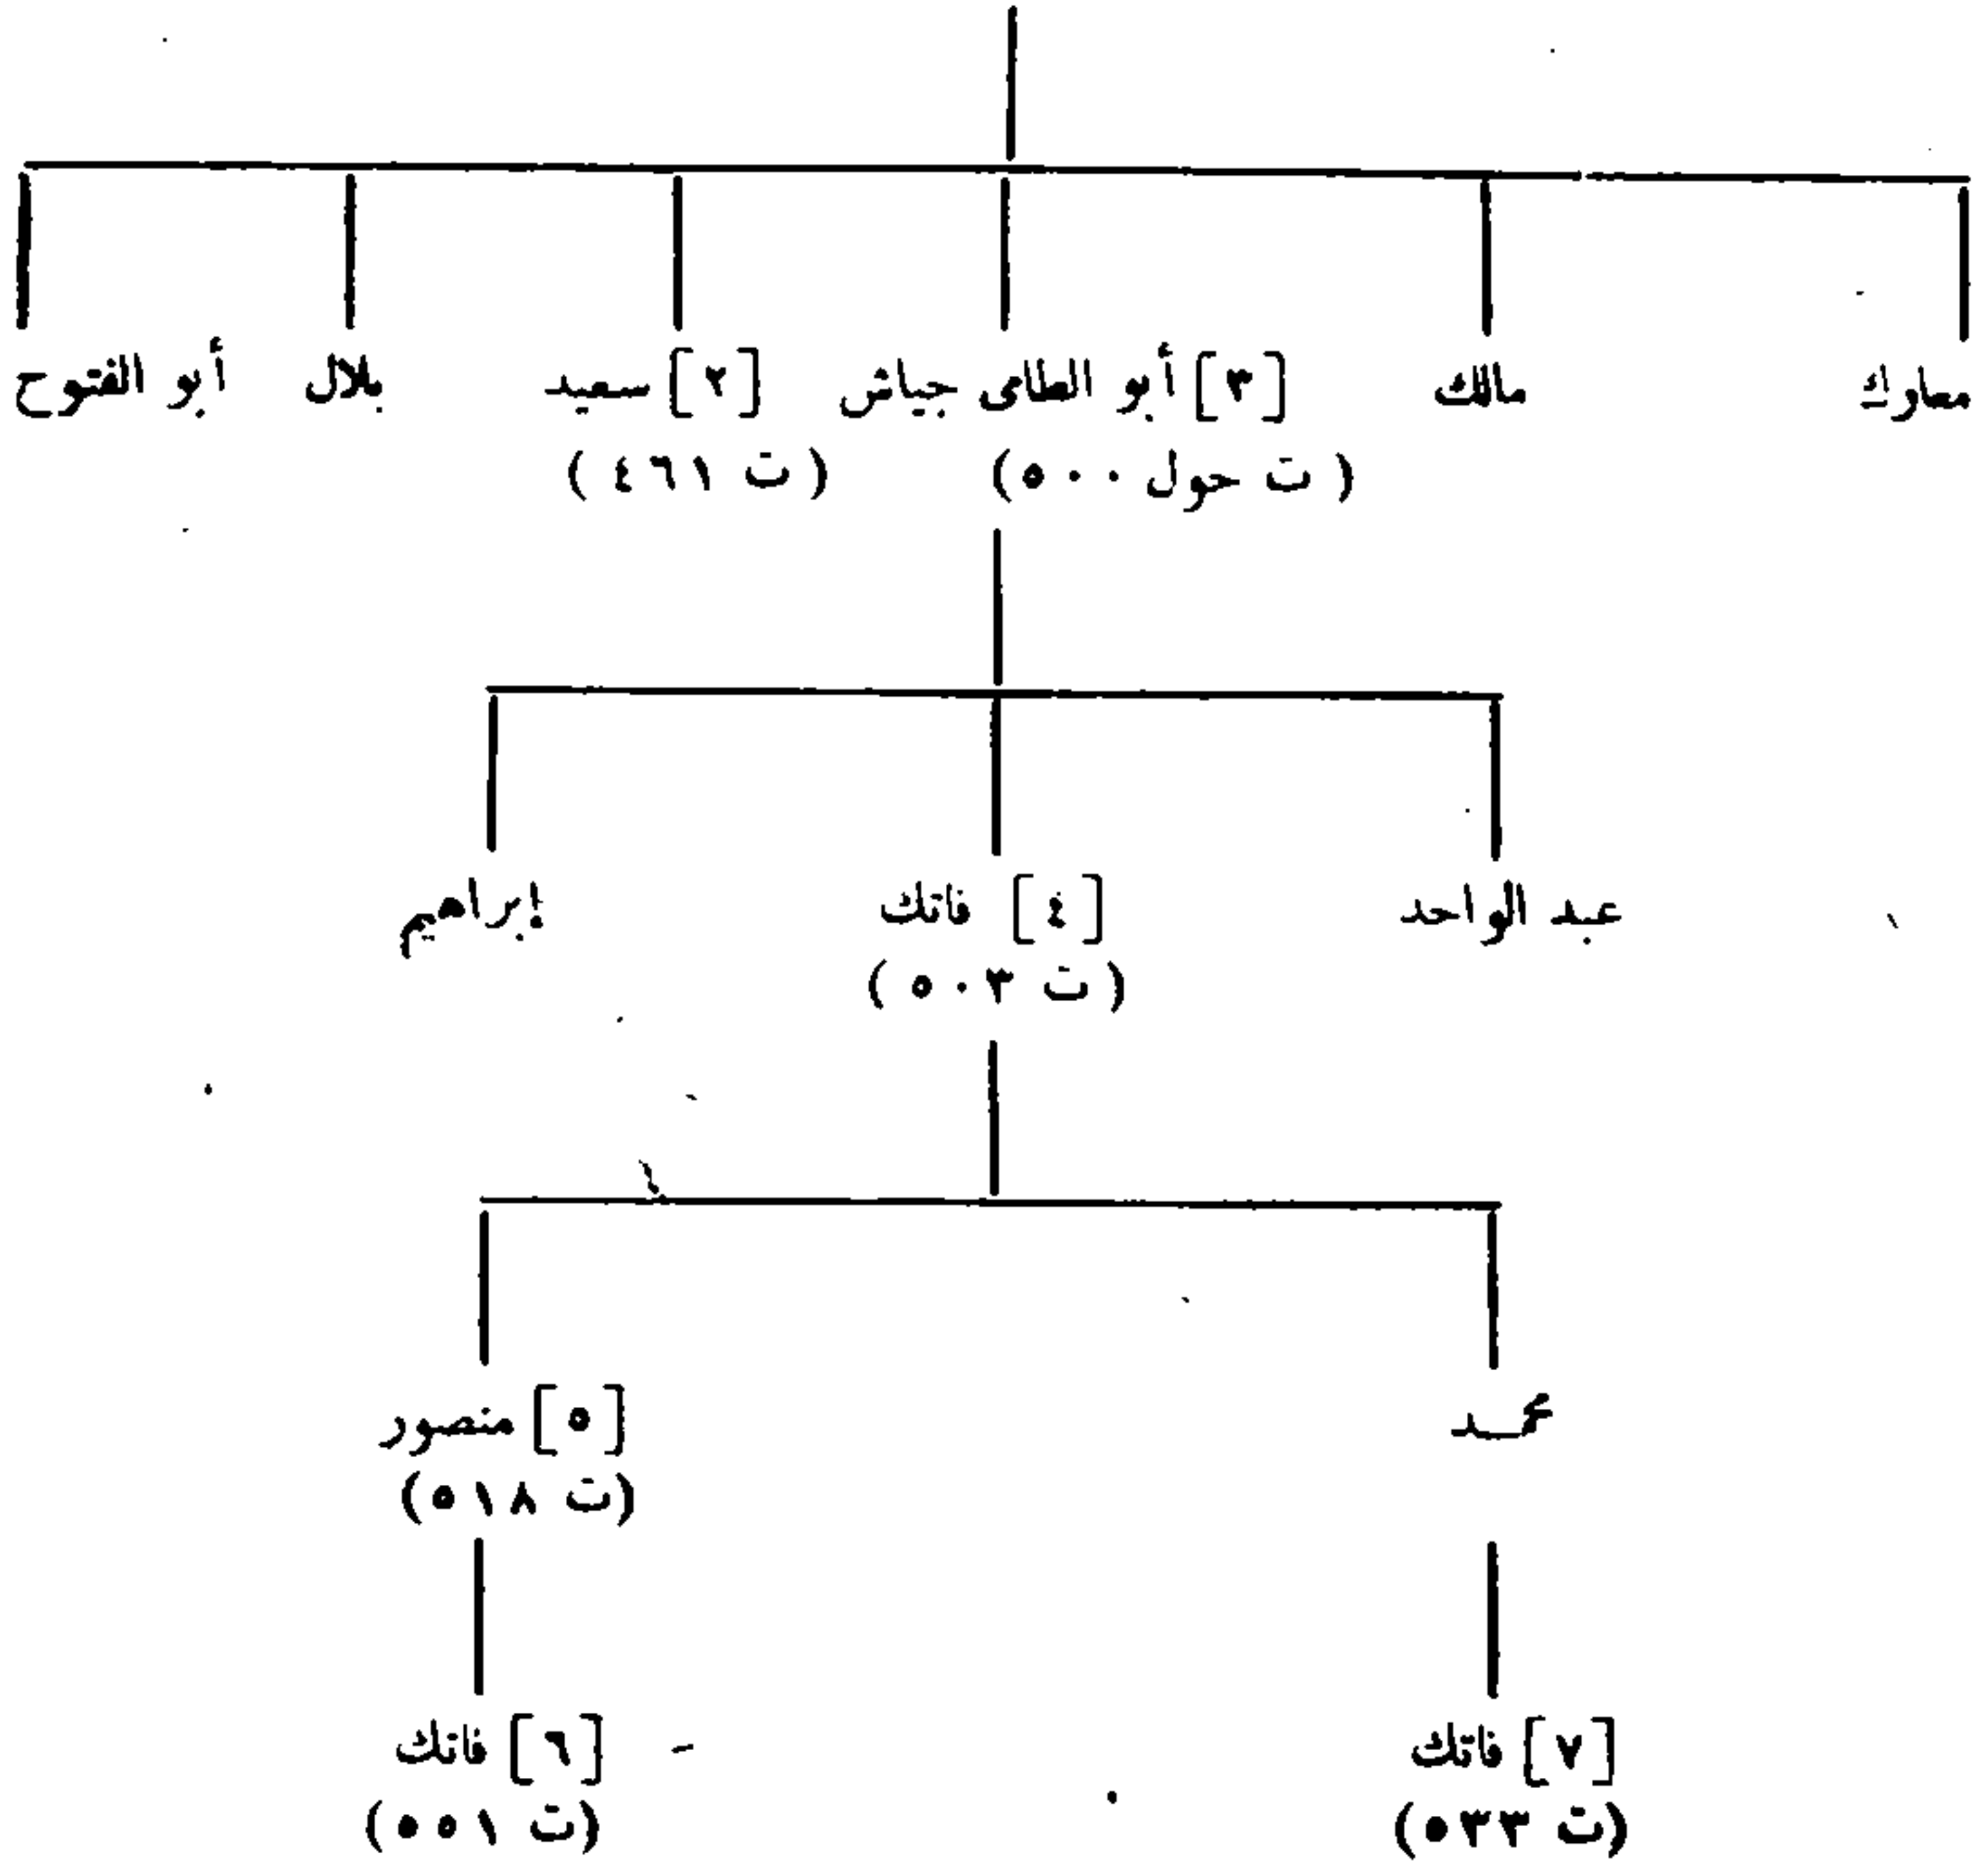 معارك مالك [٣] أبو الطاى جياش [٢] سعيد بلال أبو الفتوح
(ت حول ٥٠٠) (ت ٤٦١)
عبد الواحد [٤] فاتك إبراهيم
(ت ٥٠٣)
محمد [٥] منصور
(ت ٥١٨)
[٧] فاتك [٦] فاتك
(ت ٥٣٣) (ت ٥٥١)